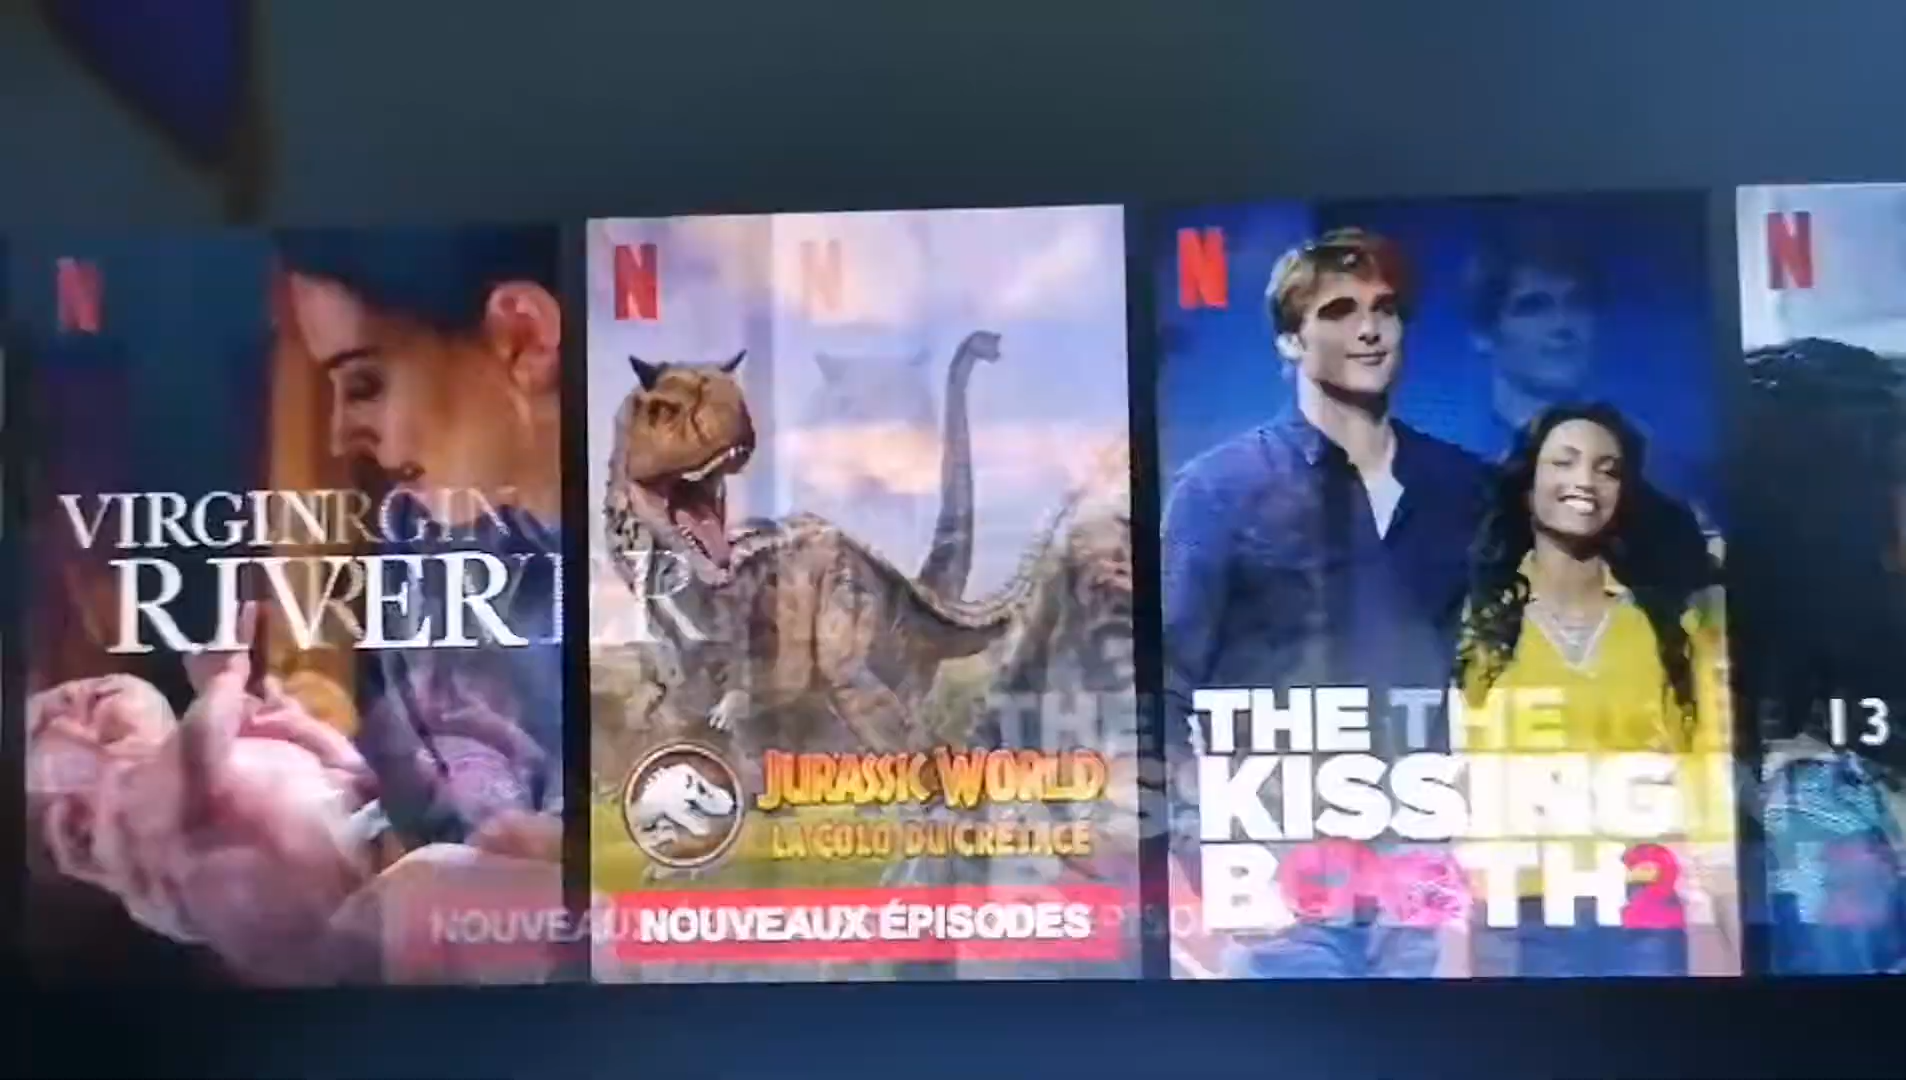 N
VIRGIN
RIVER
N
JURASSIC WORLD
LA COLO DU CRÉTACÉ
NOUVEAUX ÉPISODES
N
THE
KISSING
BOOTH2
N
13